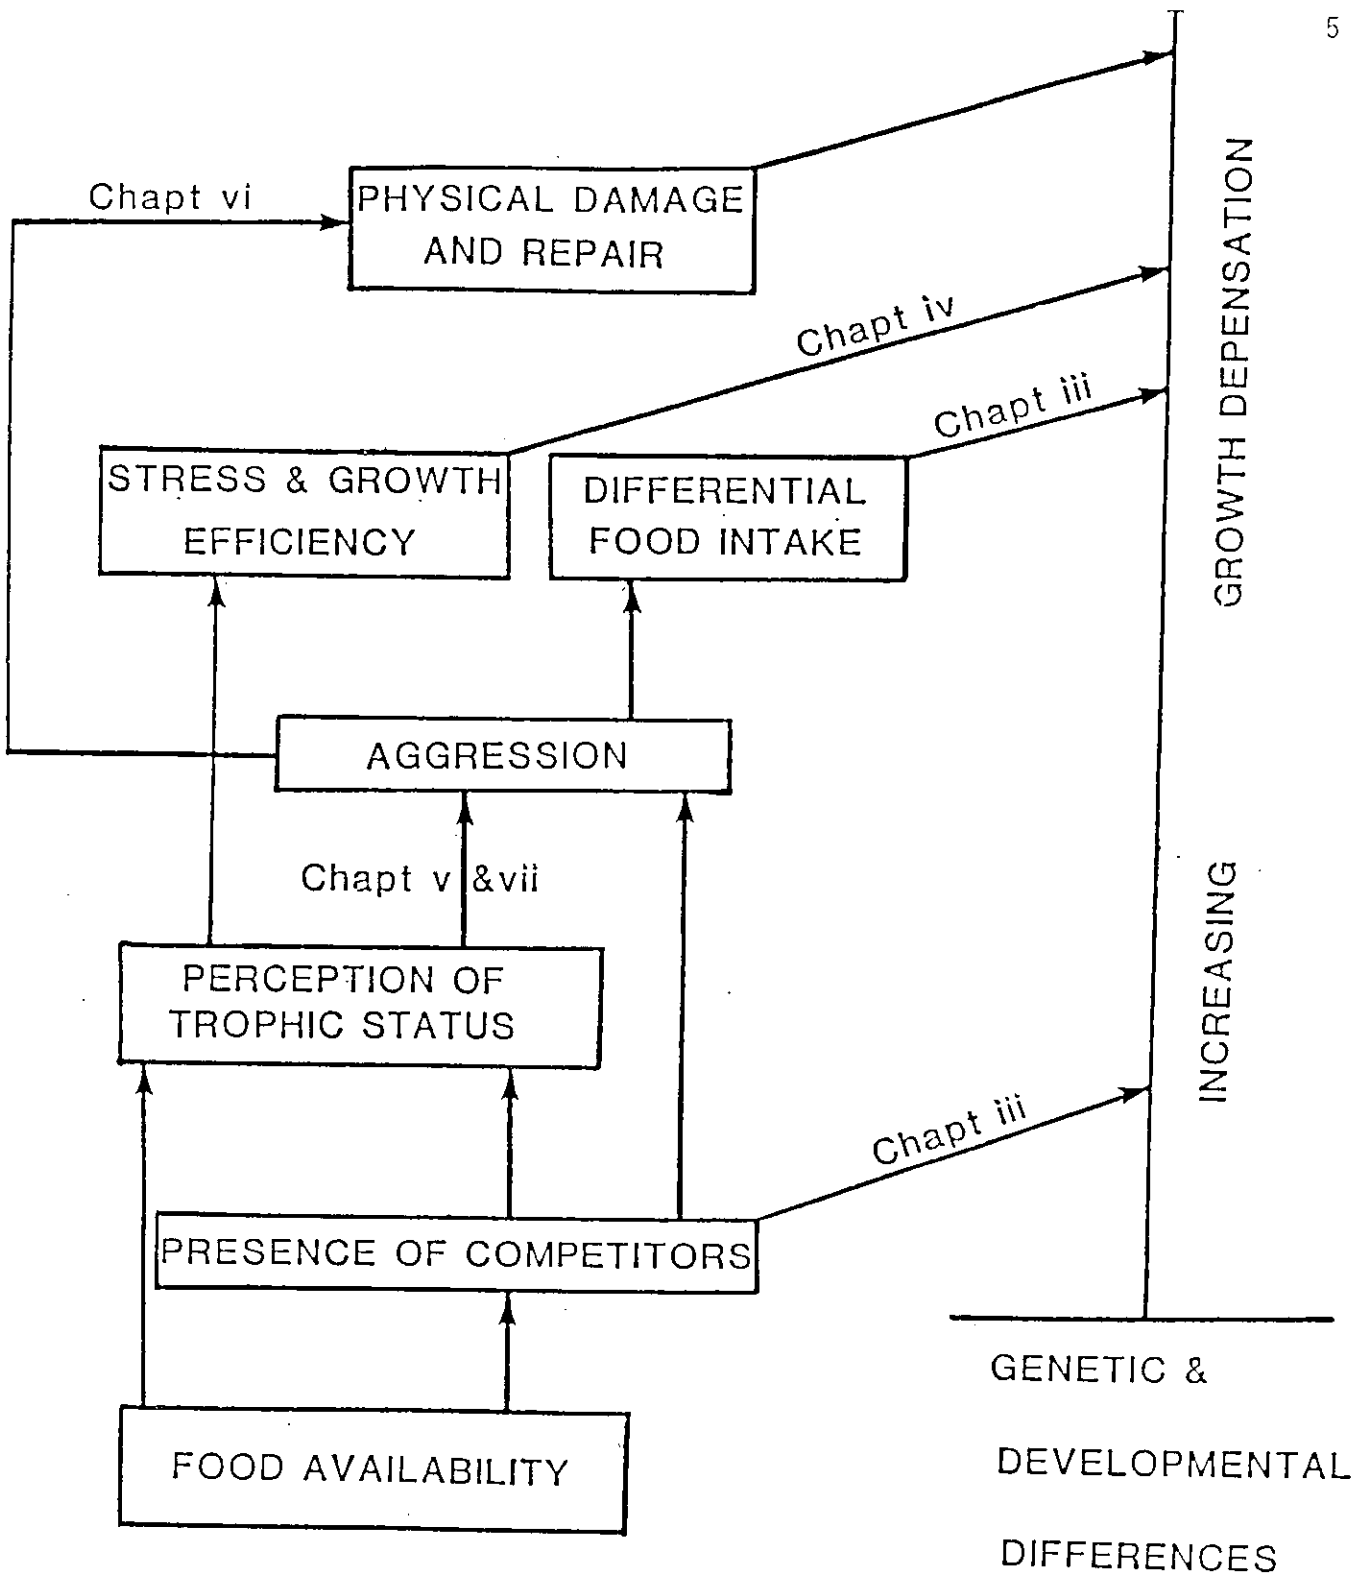 5
Chapt vi
PHYSICAL DAMAGE
AND REPAIR
GROWTH DEPENSATION
Chapt iv
Chapt iii
STRESS & GROWTH
EFFICIENCY
DIFFERENTIAL
FOOD INTAKE
AGGRESSION
Chapt v &vii
INCREASING
PERCEPTION OF
TROPHIC STATUS
Chapt iii
PRESENCE OF COMPETITORS
GENETIC &
DEVELOPMENTAL
DIFFERENCES
FOOD AVAILABILITY